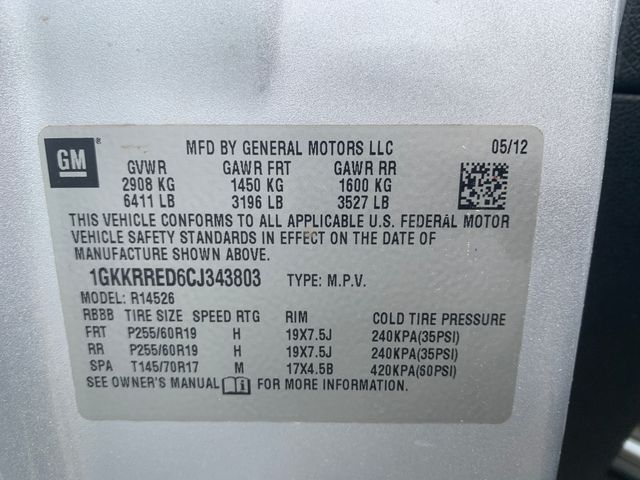 GM ® MFD BY GENERAL MOTORS LLC 05/12
GVWR GAWR FRT GAWR RR
2908 KG 1450 KG 1600 KG
6411 LB 3196 LB 3527 LB
THIS VEHICLE CONFORMS TO ALL APPLICABLE U.S. FEDERAL MOTOR
VEHICLE SAFETY STANDARDS IN EFFECT ON THE DATE OF
MANUFACTURE SHOWN ABOVE.
1GKKRRED6CJ343803 TYPE: M.P.V.
MODEL: R14526
RBBB TIRE SIZE SPEED RTG RIM COLD TIRE PRESSURE
FRT P255/60R19 H 19X7.5J 240KPA(35PSI)
RR P255/60R19 H 19X7.5J 240KPA(35PSI)
SPA T145/70R17 M 17X4.5B 420KPA(60PSI)
SEE OWNER'S MANUAL FOR MORE INFORMATION.